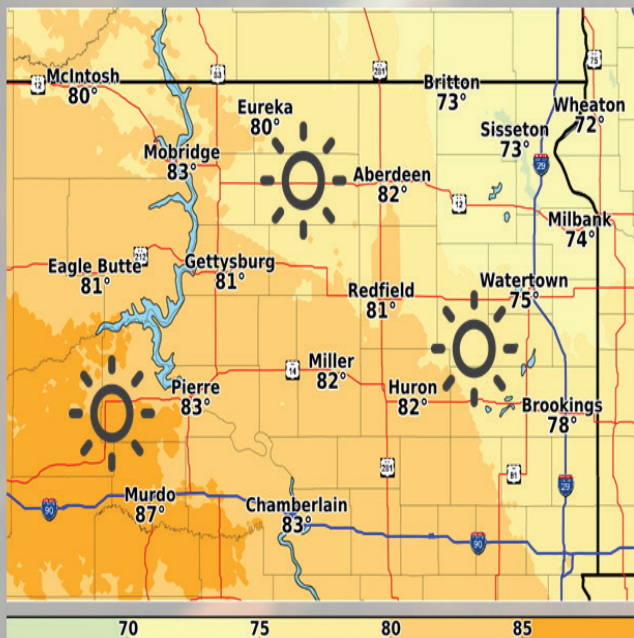 McIntosh
80°
12
83
281
Britton
73°
75
Eureka
80°
Wheaton
72°
Sisseton
73°
Mobridge
83°
Aberdeen
82°
29
12
Milbank
74°
Eagle Butte
81°
212
Gettysburg
81°
Redfield
81°
Watertown
75°
Pierre
83°
14
Miller
82°
Huron
82°
Brookings
78°
281
81
29
Murdo
87°
90
Chamberlain
83°
90
70 75 80 85